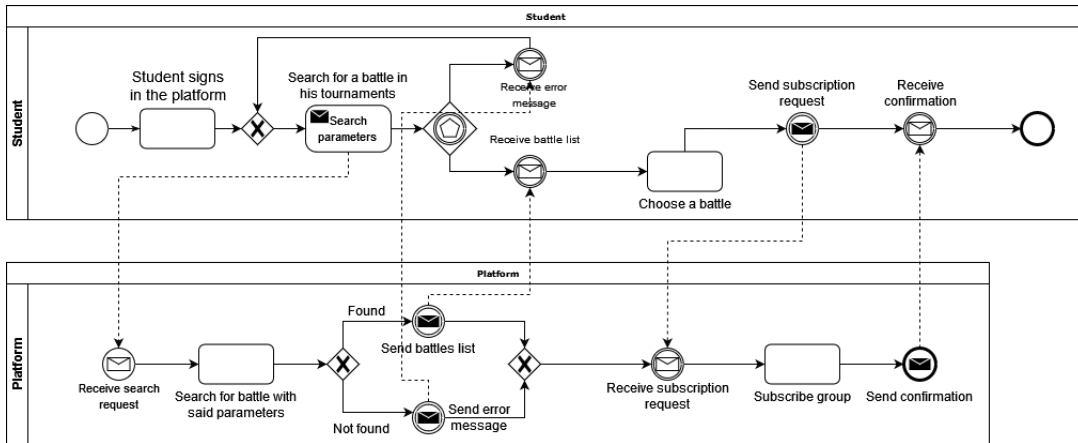 Student
Student
Student signs
in the platform
Search for a battle in
his tournaments
Search
parameters
Receive error
message
Receive battle list
Choose a battle
Send subscription
request
Receive
confirmation
Platform
Platform
Receive search
request
Search for battle with
said parameters
Found
Not found
Send battles list
Send error
message
Receive subscription
request
Subscribe group
Send confirmation